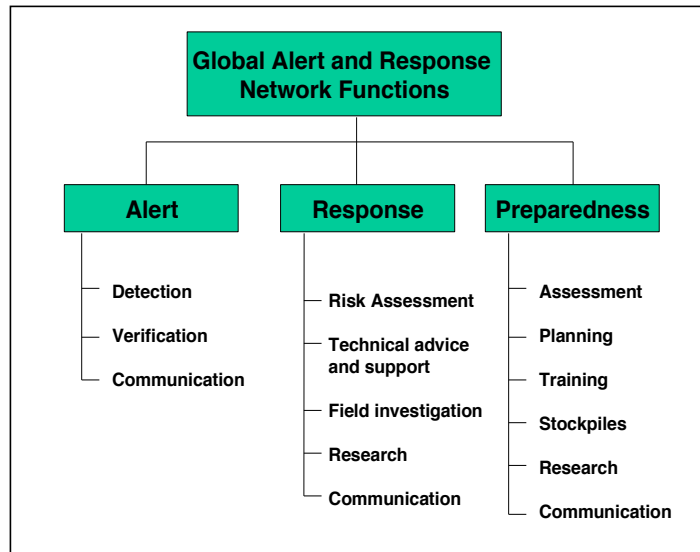 Global Alert and Response
Network Functions
Alert
Response
Preparedness
Detection
Verification
Communication
Risk Assessment
Technical advice
and support
Field investigation
Research
Communication
Assessment
Planning
Training
Stockpiles
Research
Communication